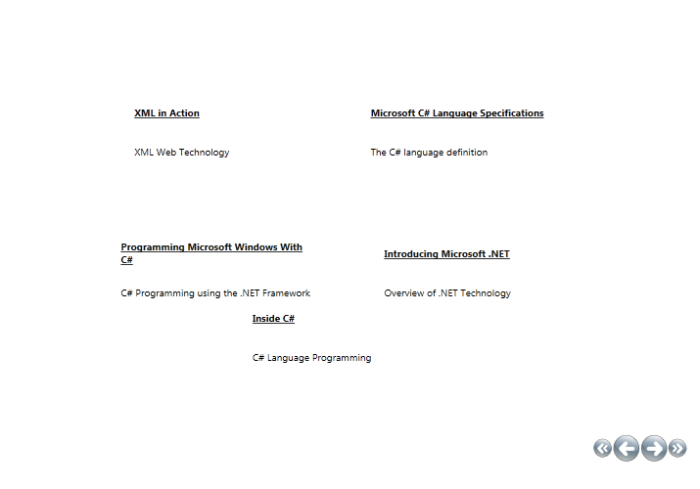 XML in Action
Microsoft C# Language Specifications
XML Web Technology
The C# language definition
Programming Microsoft Windows With
C#
Introducing Microsoft .NET
C# Programming using the .NET Framework
Overview of .NET Technology
Inside C#
C# Language Programming